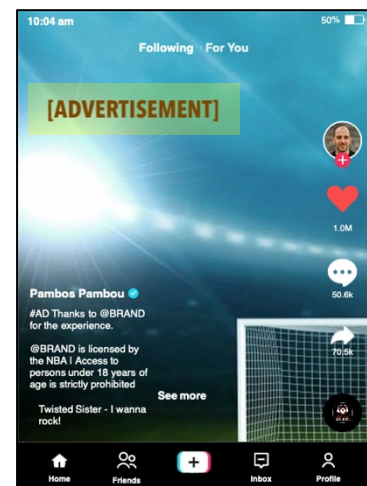 10:04 am
50%
Following For You
[ADVERTISEMENT]
1.0M
50.6k
70.5k
Pambos Pambou
#AD Thanks to @BRAND
for the experience.
@BRAND is licensed by
the NBA I Access to
persons under 18 years of
age is strictly prohibited
See more
Twisted Sister - I wanna
rock!
Home
Friends
Inbox
Profile